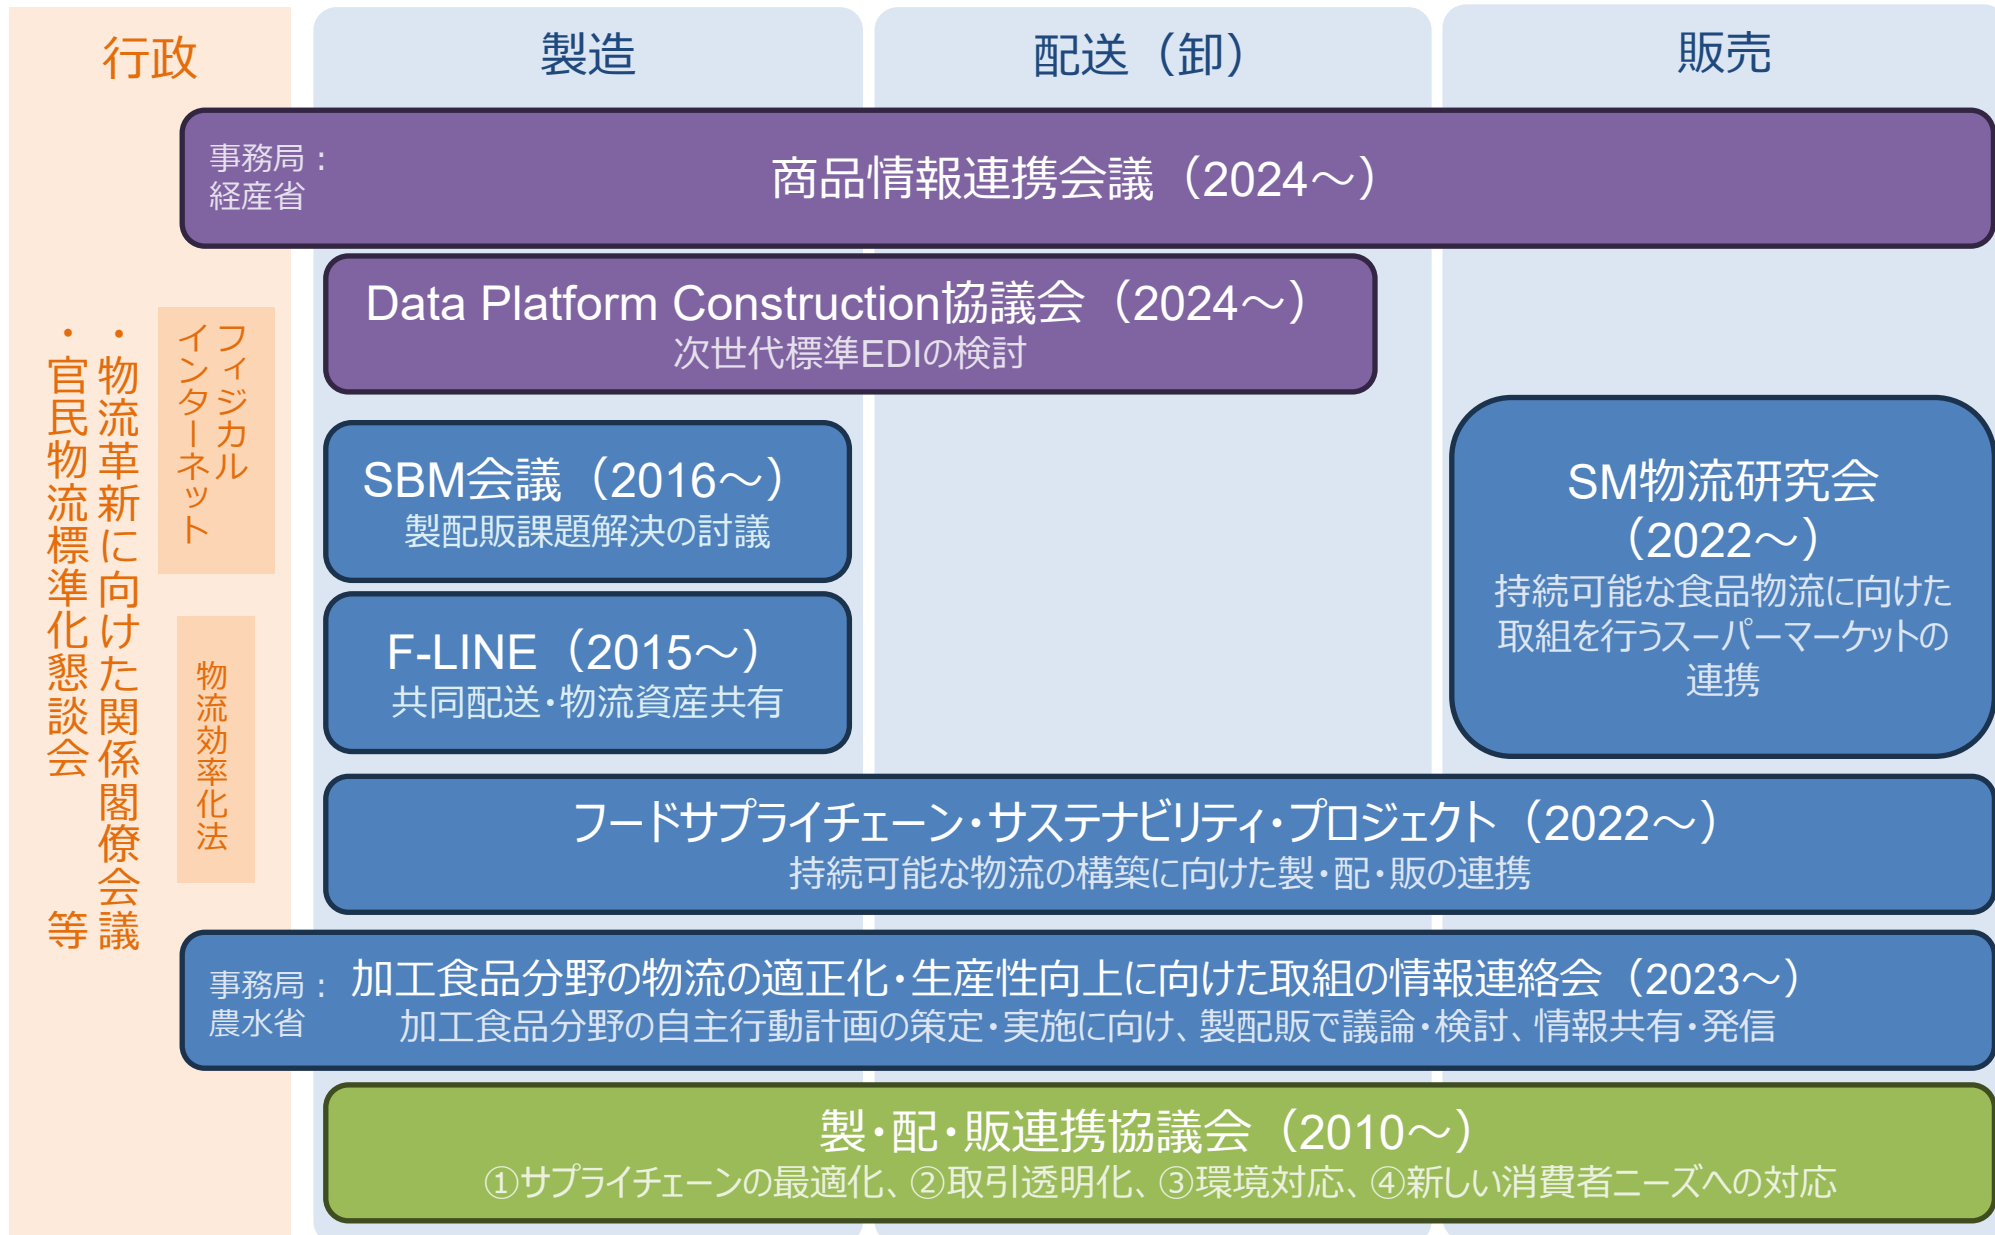 行政
製造
配送（卸）
販売
事務局：
経産省
商品情報連携会議（2024～）
Data Platform Construction協議会（2024～）
次世代標準EDIの検討
・物流革新に向けた関係閣僚会議
・官民物流標準化懇談会　等
フィジカル
インターネット
物流効率化法
SBM会議（2016～）
製配販課題解決の討議
F-LINE（2015～）
共同配送・物流資産共有
SM物流研究会
（2022～）
持続可能な食品物流に向けた
取組を行うスーパーマーケットの
連携
フードサプライチェーン・サステナビリティ・プロジェクト（2022～）
持続可能な物流の構築に向けた製・配・販の連携
事務局：
農水省
加工食品分野の物流の適正化・生産性向上に向けた取組の情報連絡会（2023～）
加工食品分野の自主行動計画の策定・実施に向け、製配販で議論・検討、情報共有・発信
製・配・販連携協議会（2010～）
①サプライチェーンの最適化、②取引透明化、③環境対応、④新しい消費者ニーズへの対応